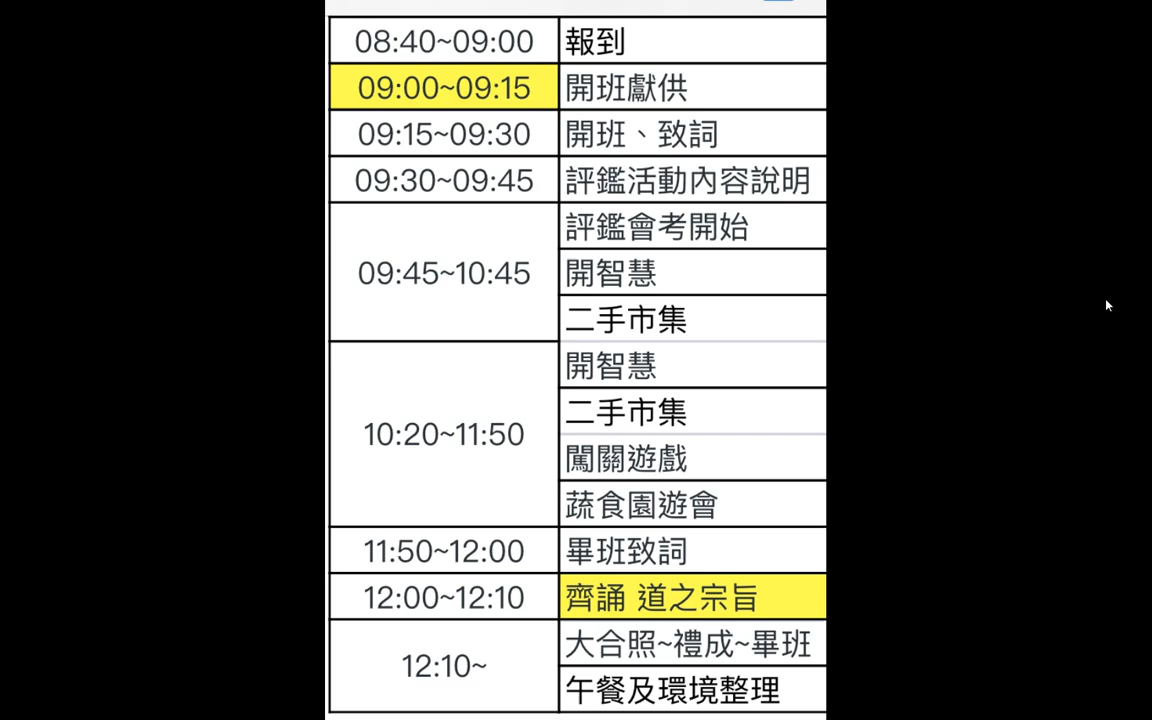 08:40~09:00 報到
09:00~09:15 開班獻供
09:15~09:30 開班、致詞
09:30~09:45 評鑑活動內容說明
09:45~10:45 評鑑會考開始
開智慧
二手市集
10:20~11:50 開智慧
二手市集
闖關遊戲
蔬食園遊會
11:50~12:00 畢班致詞
12:00~12:10 齊誦 道之宗旨
12:10~ 大合照~禮成~畢班
午餐及環境整理